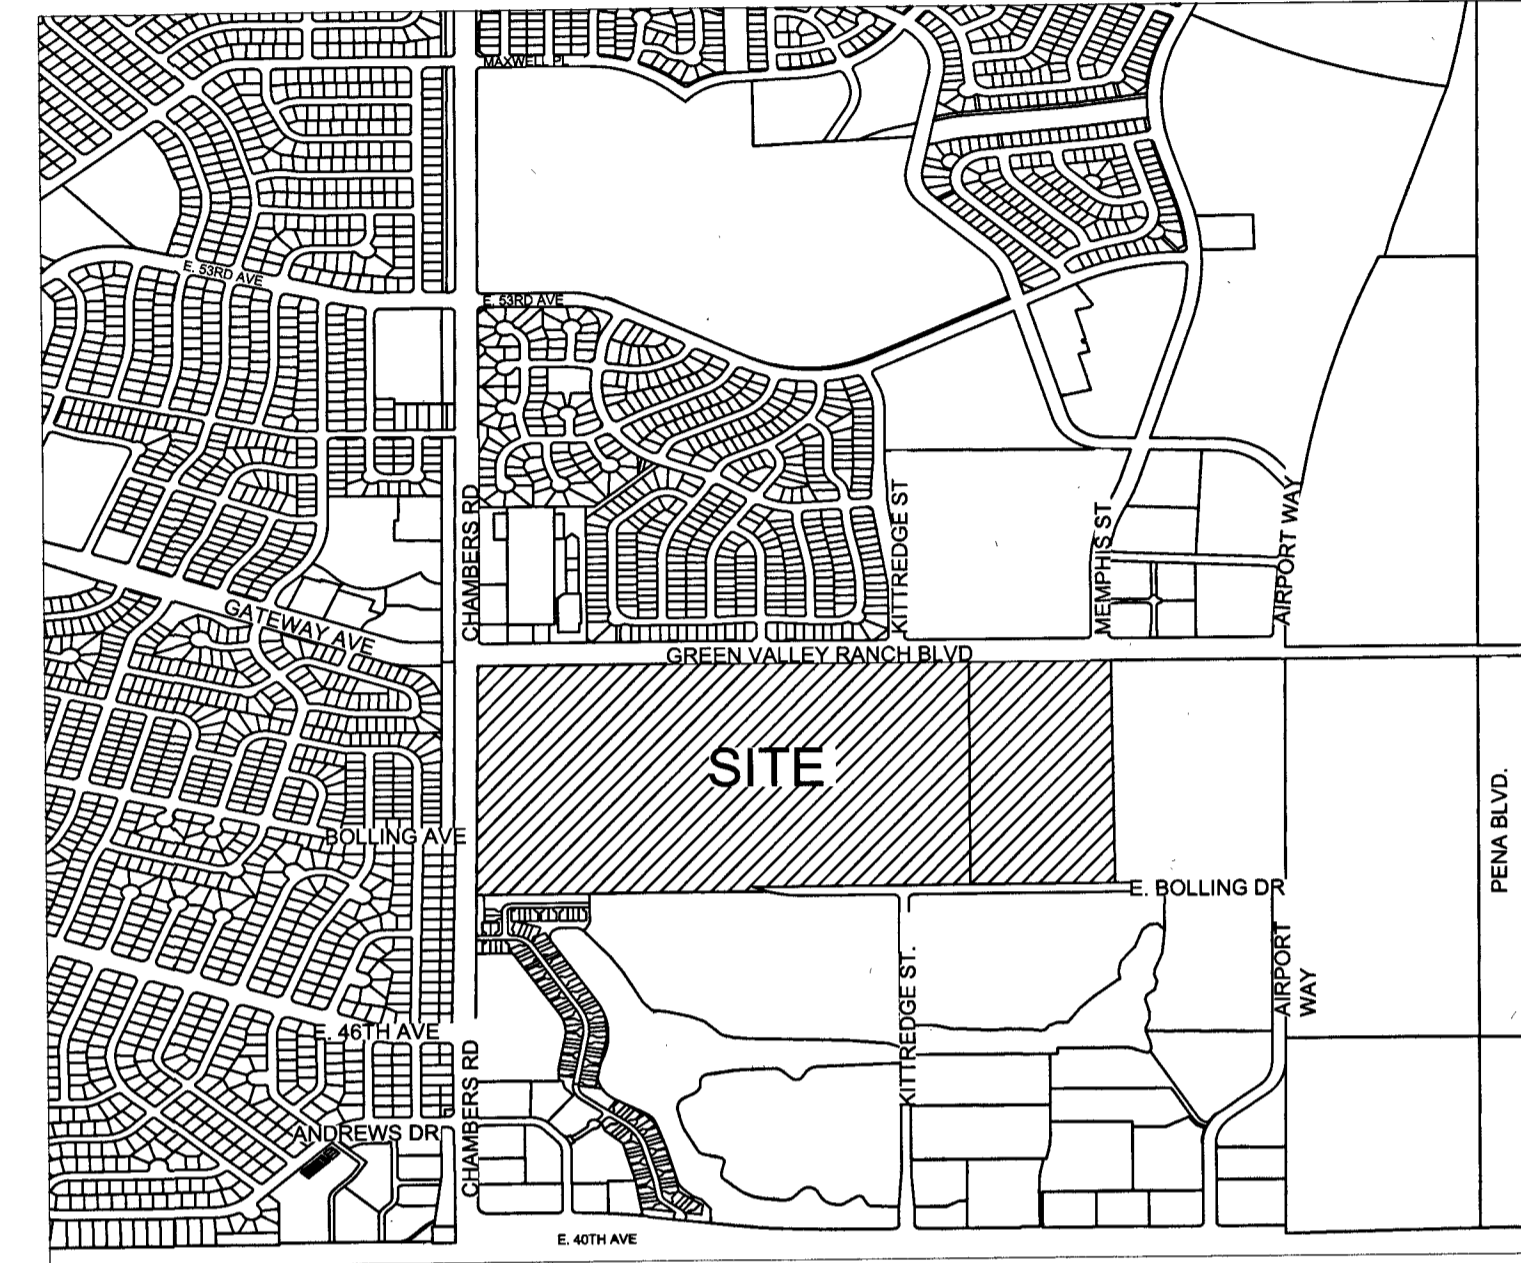 MAXWELL PL
E. 53RD AVE
E. 53RD AVE
CHAMBERS RD
KITTREDGE ST
MEMPHIS ST.
AIRPORT WAY
GATEWAY AVE
GREEN VALLEY RANCH BLVD
SITE
PENA BLVD.
BOLLING AVE
E. BOLLING DR
KITTREDGE ST.
AIRPORT
WAY
E. 46TH AVE
CHAMBERS RD
ANDREWS DR
E. 40TH AVE